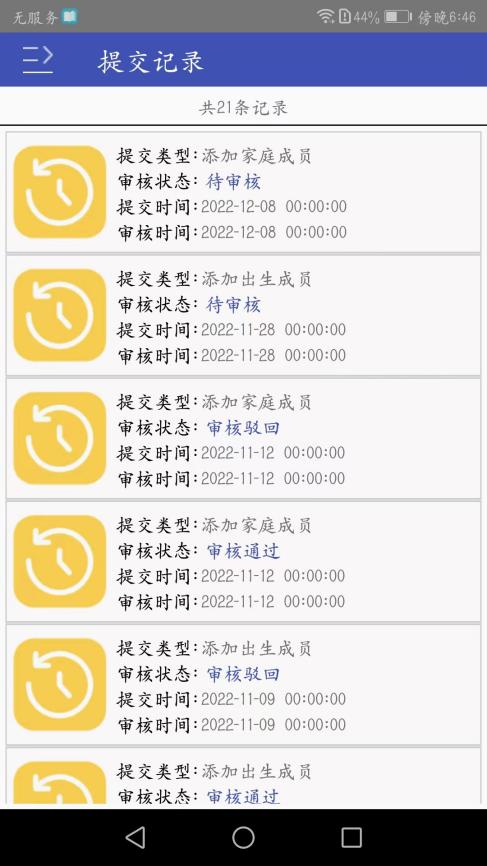 无服务
44% 傍晚6:46
提交记录
共21条记录
提交类型:添加家庭成员
审核状态: 待审核
提交时间:2022-12-08 00:00:00
审核时间:2022-12-08 00:00:00
提交类型:添加出生成员
审核状态: 待审核
提交时间:2022-11-28 00:00:00
审核时间:2022-11-28 00:00:00
提交类型:添加家庭成员
审核状态: 审核驳回
提交时间:2022-11-12 00:00:00
审核时间:2022-11-12 00:00:00
提交类型:添加家庭成员
审核状态: 审核通过
提交时间:2022-11-12 00:00:00
审核时间:2022-11-12 00:00:00
提交类型:添加出生成员
审核状态: 审核驳回
提交时间:2022-11-09 00:00:00
审核时间:2022-11-09 00:00:00
提交类型:添加出生成员
审核状态: 审核通过